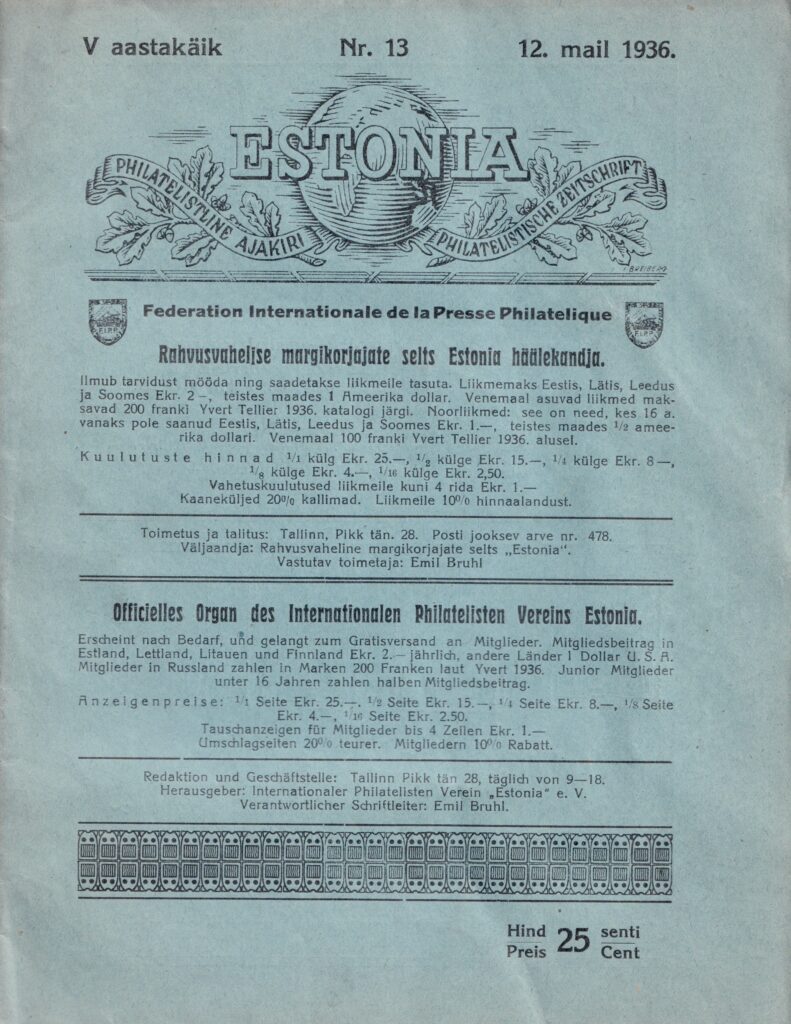 V aastakäik Nr. 13 12. mail 1936.
ESTONIA
PHILATELISTLINE AJAKIRI
PHILATELISTISCHE ZEITSCHRIFT
Federation Internationale de la Presse Philatelique
F.I.P.P.
F.I.P.P.
Rahvusvahelise margikorjajate selts Estonia häälekandja.
Ilmub tarvidust mööda ning saadetakse liikmeile tasuta. Liikmemaks Eestis, Lätis, Leedus
ja Soomes Ekr. 2 –, teistes maades 1 Ameerika dollar. Venemaal asuvad liikmed mak-
savad 200 franki Yvert Tellier 1936. katalogi järgi. Noorliikmed: see on need, kes 16 a.
vanaks pole saanud Eestis, Lätis, Leedus ja Soomes Ekr. 1.—, teistes maades 1/2 amee-
rika dollari. Venemaal 100 franki Yvert Tellier 1936. alusel.
Kuulutuste hinnad 1/1 külg Ekr. 25.—, 1/2 külge Ekr. 15.—, 1/4 külge Ekr. 8 —,
1/8 külge Ekr. 4.—, 1/16 külge Ekr. 2,50.
Vahetuskuulutused liikmeile kuni 4 rida Ekr. 1.—
Kaaneküljed 20% kallimad. Liikmeile 10% hinnaalandust.
Toimetus ja talitus: Tallinn, Pikk tän. 28. Posti jooksev arve nr. 478.
Väljaandja: Rahvusvaheline margikorjajate selts „Estonia“.
Vastutav toimetaja: Emil Bruhl
Officielles Organ des Internationalen Philatelisten Vereins Estonia.
Erscheint nach Bedarf, und gelangt zum Gratisversand an Mitglieder. Mitgliedsbeitrag in
Estland, Lettland, Litauen und Finnland Ekr. 2.— jährlich, andere Länder 1 Dollar U. S. A.
Mitglieder in Russland zahlen in Marken 200 Franken laut Yvert 1936. Junior Mitglieder
unter 16 Jahren zahlen halben Mitgliedsbeitrag.
Anzeigenpreise: 1/1 Seite Ekr. 25.—. 1/2 Seite Ekr. 15.—, 1/4 Seite Ekr. 8.—, 1/8 Seite
Ekr. 4.—, 1/16 Seite Ekr. 2.50.
Tauschanzeigen für Mitglieder bis 4 Zeilen Ekr. 1.—
Umschlagseiten 20% teurer. Mitgliedern 10% Rabatt.
Redaktion und Geschäftstelle: Tallinn Pikk tän 28, täglich von 9—18.
Herausgeber: Internationaler Philatelisten Verein „Estonia“ e. V.
Verantwortlicher Schriftleiter: Emil Bruhl.
Hind 25 senti
Preis Cent